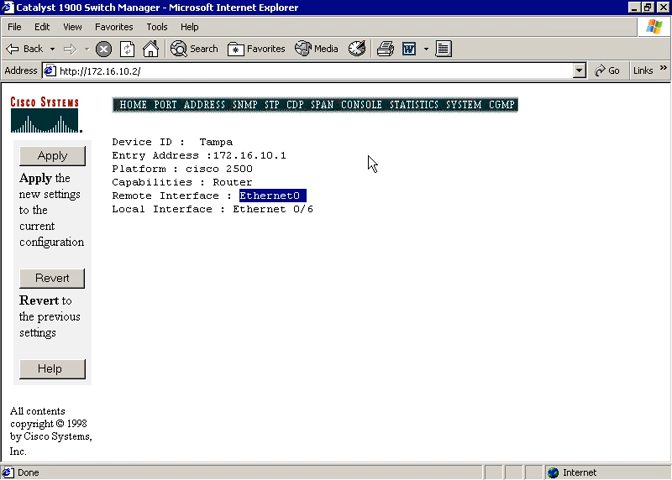 Catalyst 1900 Switch Manager - Microsoft Internet Explorer
File Edit View Favorites Tools Help
Back Search Favorites Media
Address http://172.16.10.2/ Go Links »
CISCO SYSTEMS
HOME PORT ADDRESS SNMP STP CDP SPAN CONSOLE STATISTICS SYSTEM CGMP
Apply
Apply the
new settings
to the
current
configuration
Revert
Revert to
the previous
settings
Help
All contents
copyright © 1998
by Cisco Systems,
Inc.
Device ID : Tampa
Entry Address :172.16.10.1
Platform : cisco 2500
Capabilities : Router
Remote Interface : Ethernet0
Local Interface : Ethernet 0/6
Done Internet